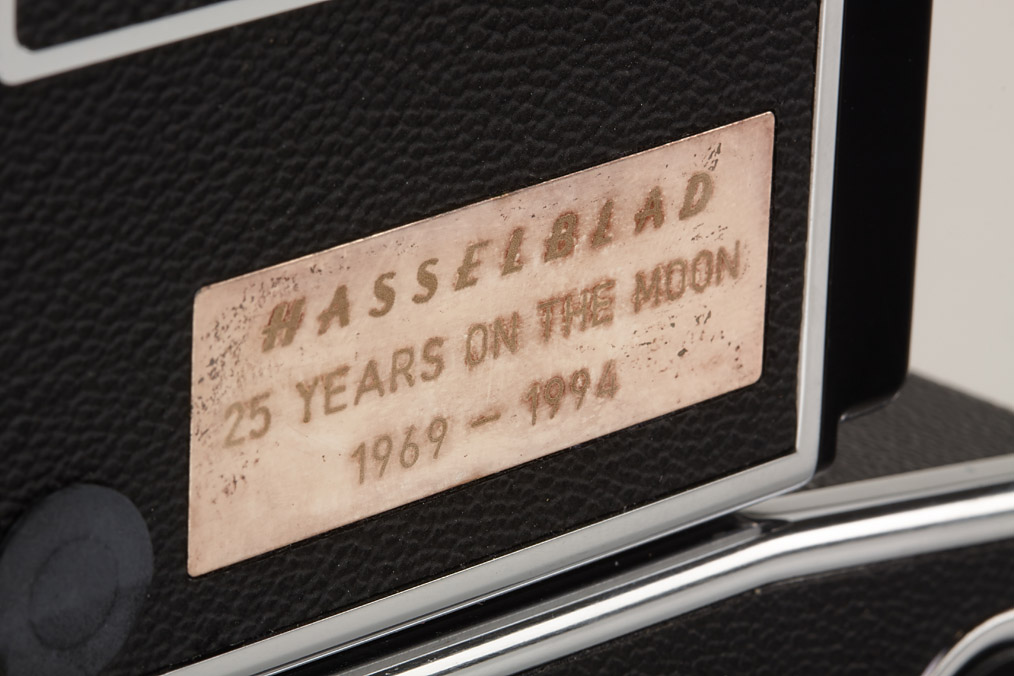 HASSELBLAD
25 YEARS ON THE MOON
1969 - 1994